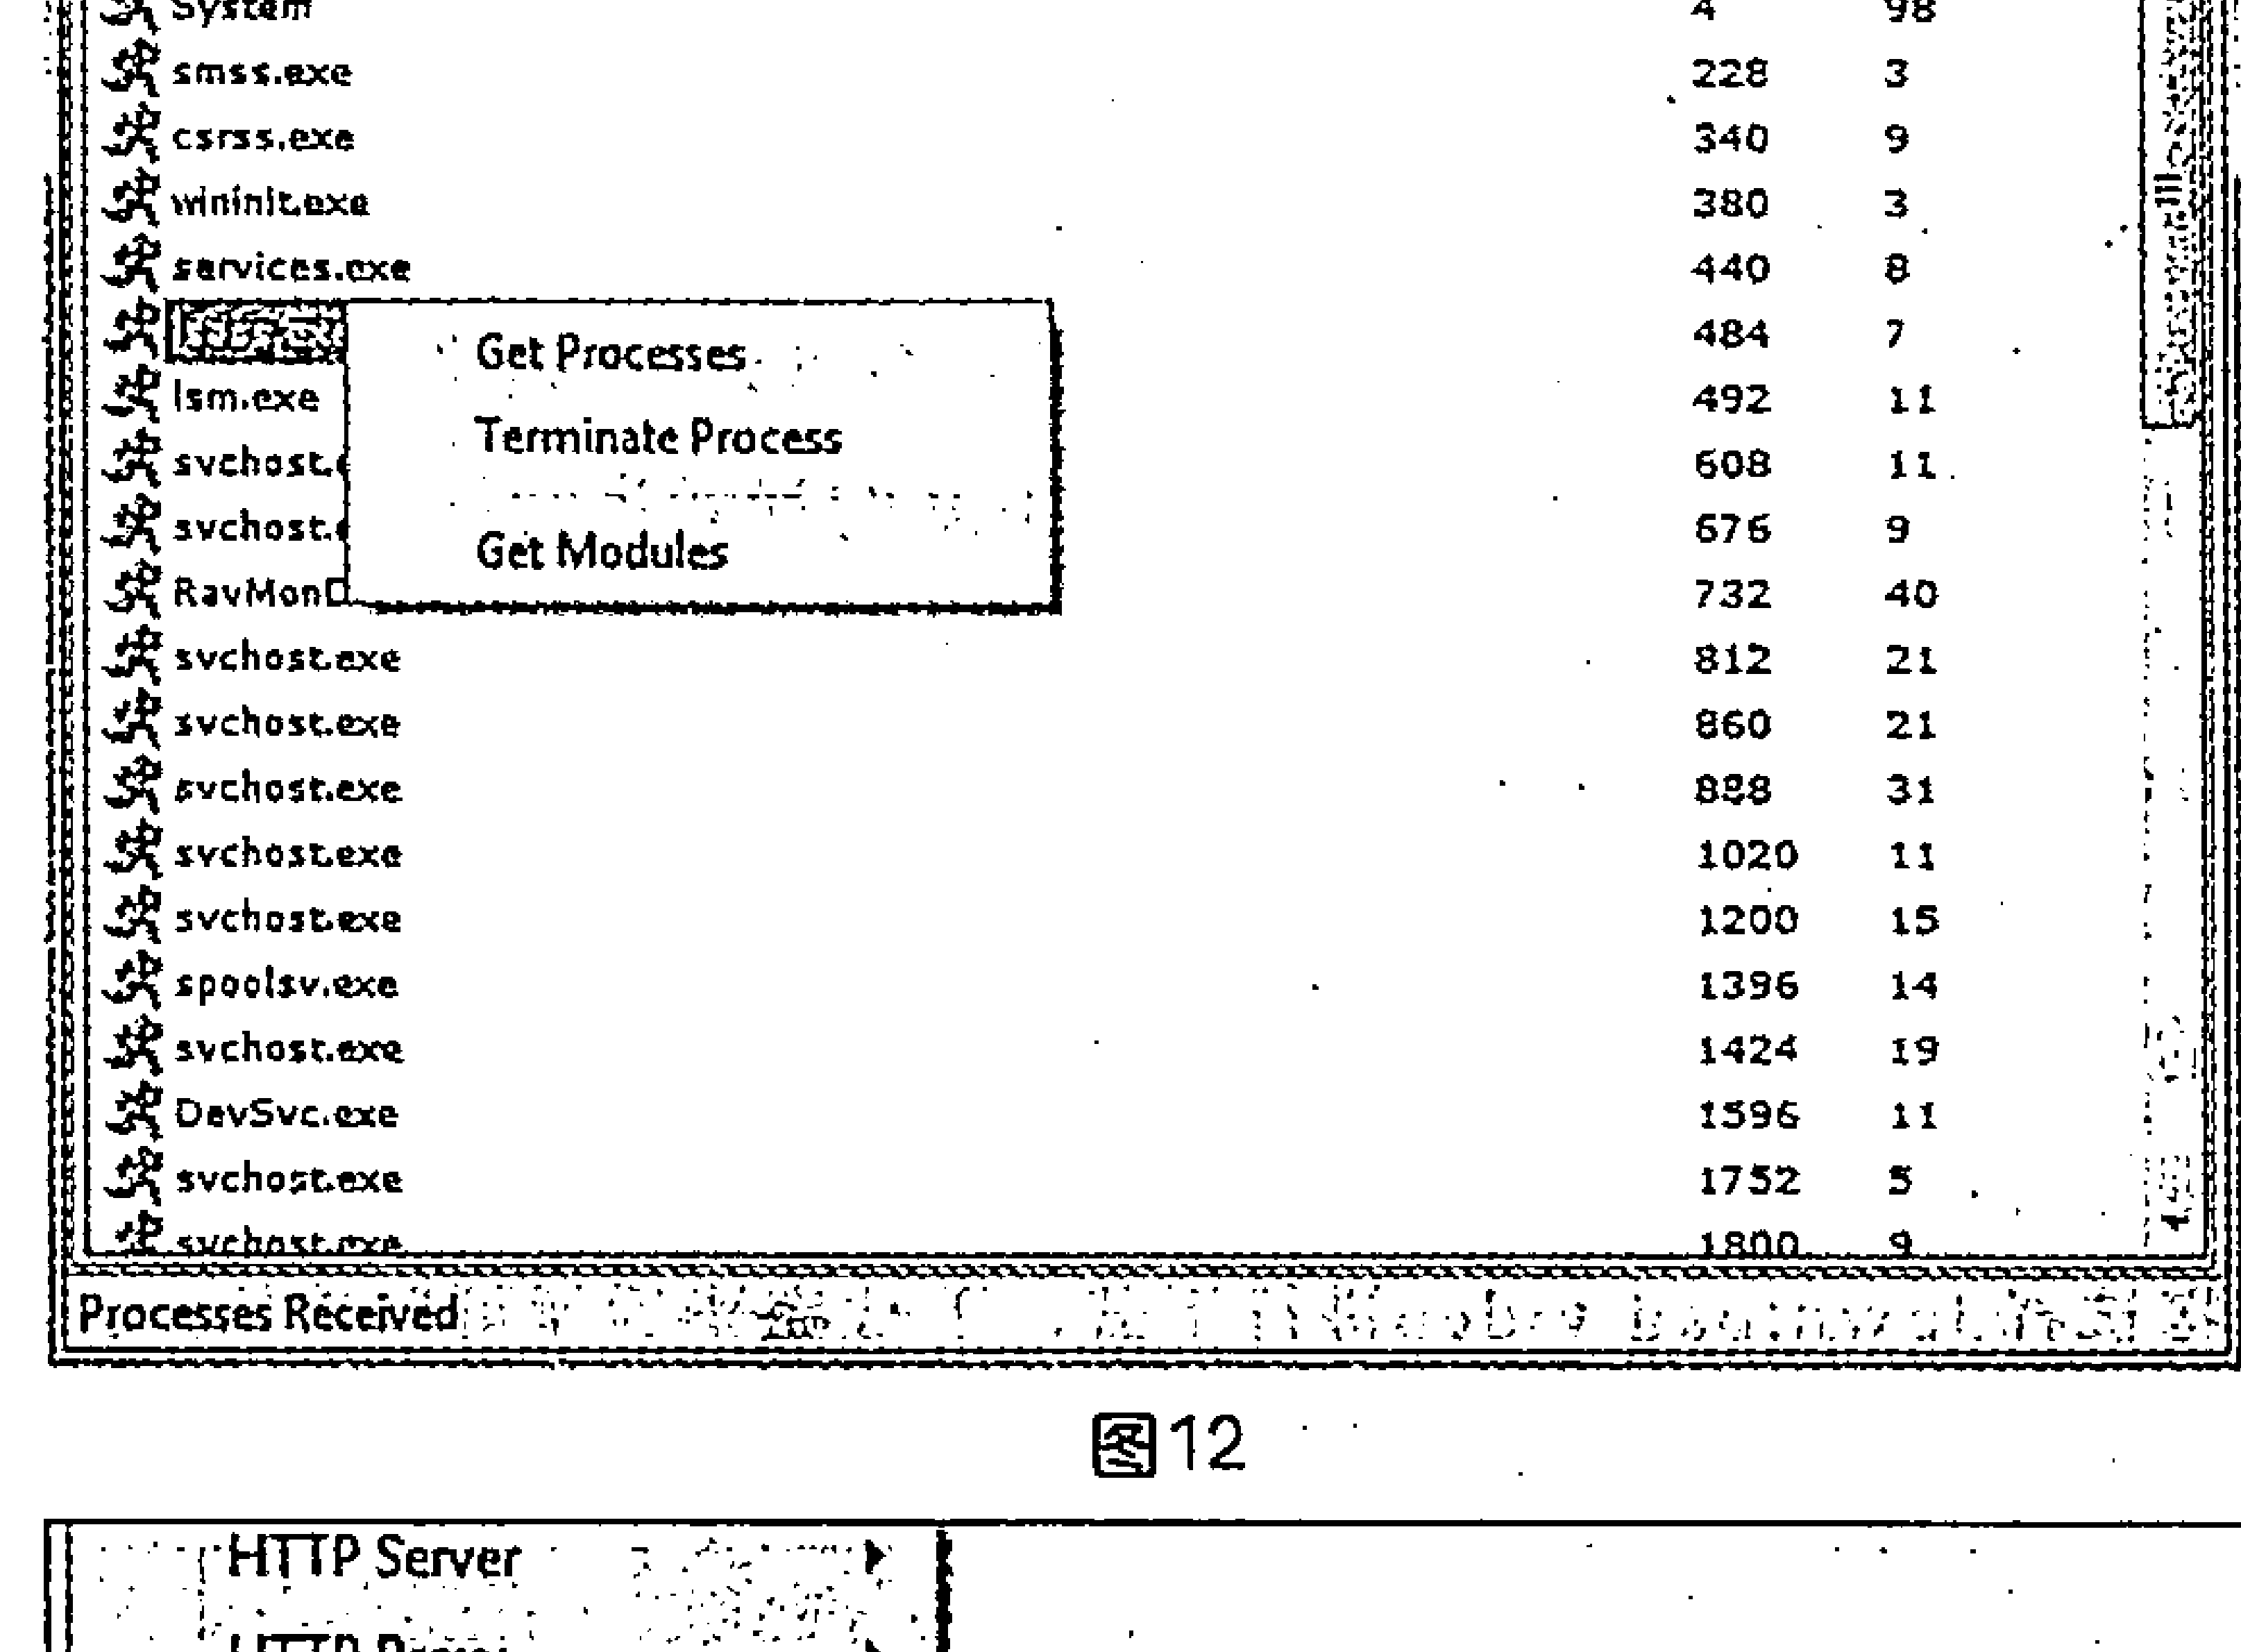 System 4 98
smss.exe 228 3
csrss.exe 340 9
wininit.exe 380 3
services.exe 440 8
484 7
Get Processes
lsm.exe 492 11
Terminate Process
svchost. 608 11
svchost. 676 9
Get Modules
RavMonD 732 40
svchost.exe 812 21
svchost.exe 860 21
svchost.exe 888 31
svchost.exe 1020 11
svchost.exe 1200 15
spoolsv.exe 1396 14
svchost.exe 1424 19
DevSvc.exe 1596 11
svchost.exe 1752 5
svchost.exe 1800 9
Processes Received
图12
HTTP Server
HTTP